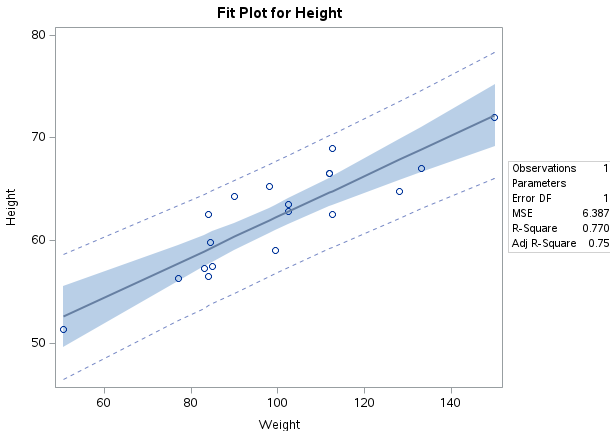 Fit Plot for Height
80
70
60
50
Height
60
80
100
120
140
Weight
Observations 1
Parameters
Error DF 1
MSE 6.387
R-Square 0.770
Adj R-Square 0.75